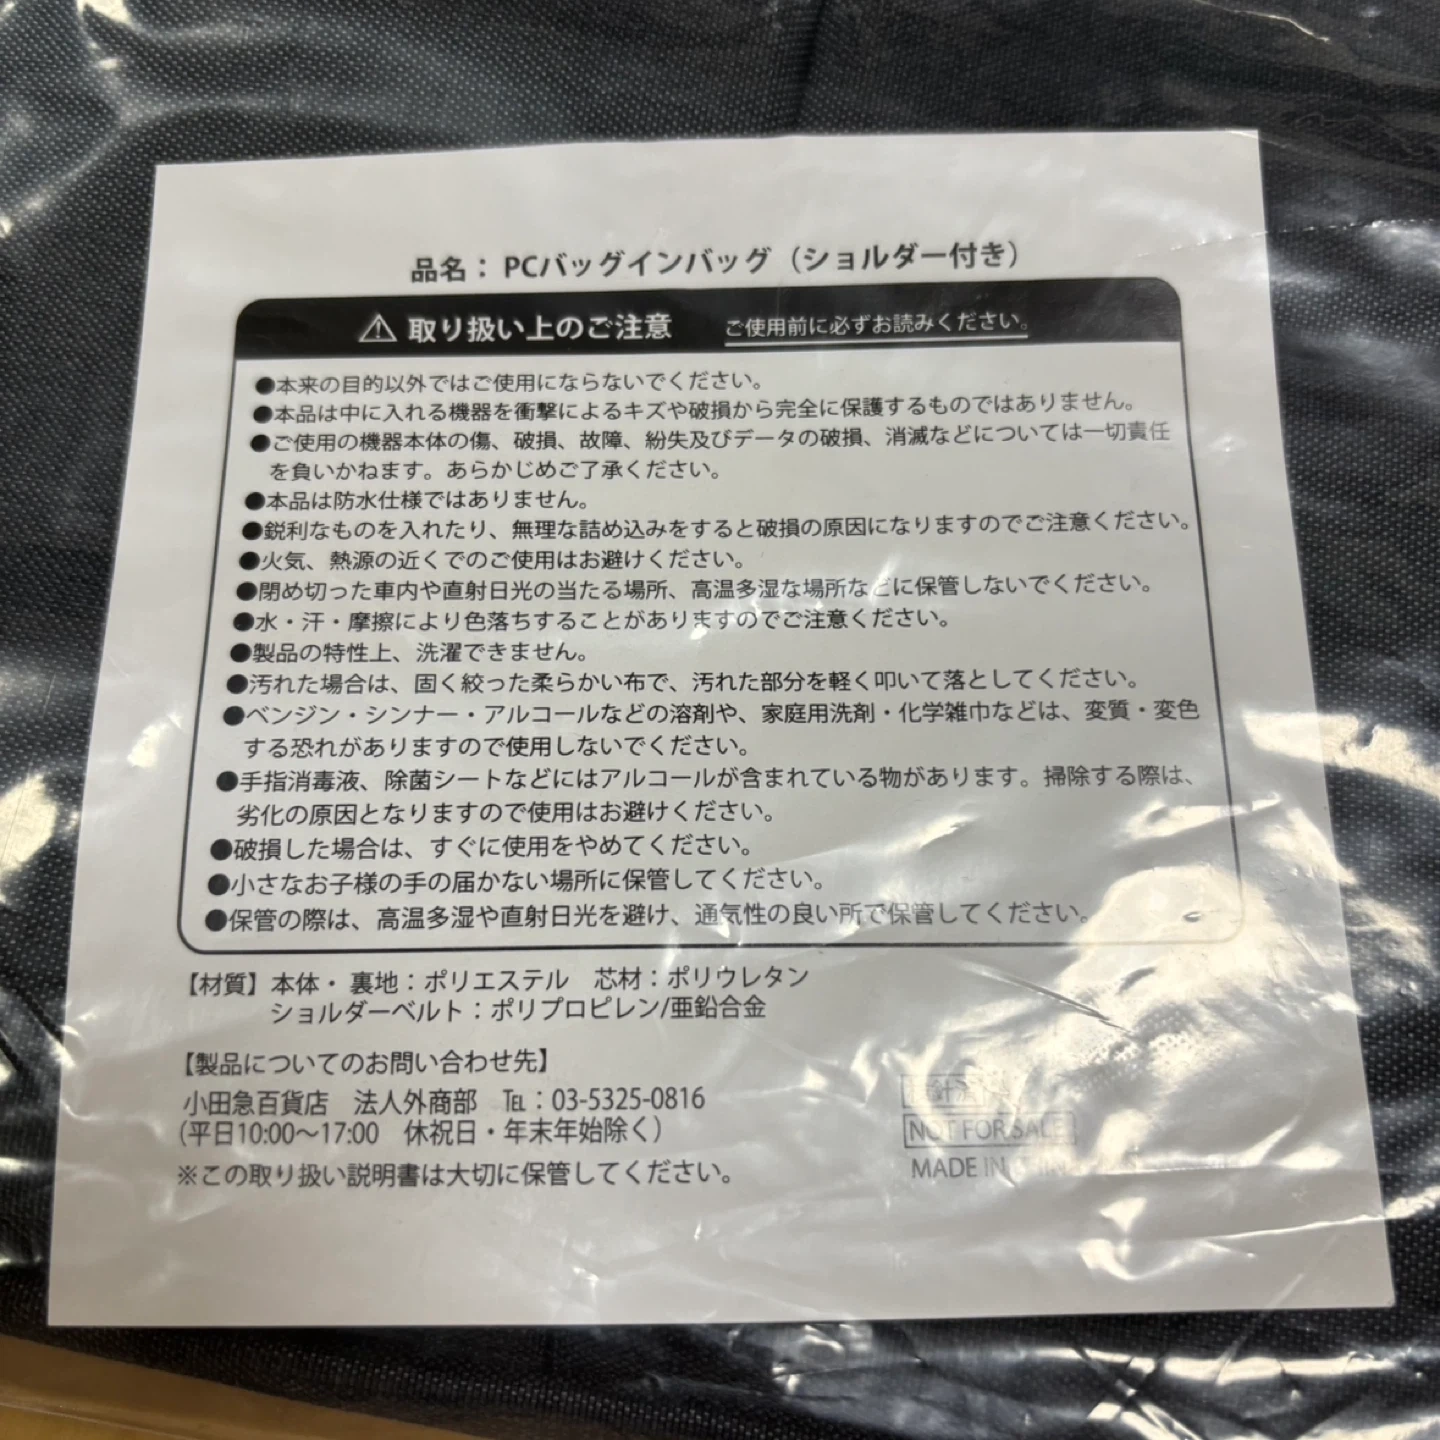 品名：PCバッグインバッグ（ショルダー付き）
取り扱い上のご注意 ご使用前に必ずお読みください。
●本来の目的以外ではご使用にならないでください。
●本品は中に入れる機器を衝撃によるキズや破損から完全に保護するものではありません。
●ご使用の機器本体の傷、破損、故障、紛失及びデータの破損、消滅などについては一切責任
を負いかねます。あらかじめご了承ください。
●本品は防水仕様ではありません。
●鋭利なものを入れたり、無理な詰め込みをすると破損の原因になりますのでご注意ください。
●火気、熱源の近くでのご使用はお避けください。
●閉め切った車内や直射日光の当たる場所、高温多湿な場所などに保管しないでください。
●水・汗・摩擦により色落ちすることがありますのでご注意ください。
●製品の特性上、洗濯できません。
●汚れた場合は、固く絞った柔らかい布で、汚れた部分を軽く叩いて落としてください。
●ベンジン・シンナー・アルコールなどの溶剤や、家庭用洗剤・化学雑巾などは、変質・変色
する恐れがありますので使用しないでください。
●手指消毒液、除菌シートなどにはアルコールが含まれている物があります。掃除する際は、
劣化の原因となりますので使用はお避けください。
●破損した場合は、すぐに使用をやめてください。
●小さなお子様の手の届かない場所に保管してください。
●保管の際は、高温多湿や直射日光を避け、通気性の良い所で保管してください。
【材質】本体・裏地：ポリエステル 芯材：ポリウレタン
ショルダーベルト：ポリプロピレン/亜鉛合金
【製品についてのお問い合わせ先】
小田急百貨店 法人外商部 ℡：03-5325-0816
（平日10:00〜17:00 休祝日・年末年始除く）
※この取り扱い説明書は大切に保管してください。
NOT FOR SALE
MADE IN